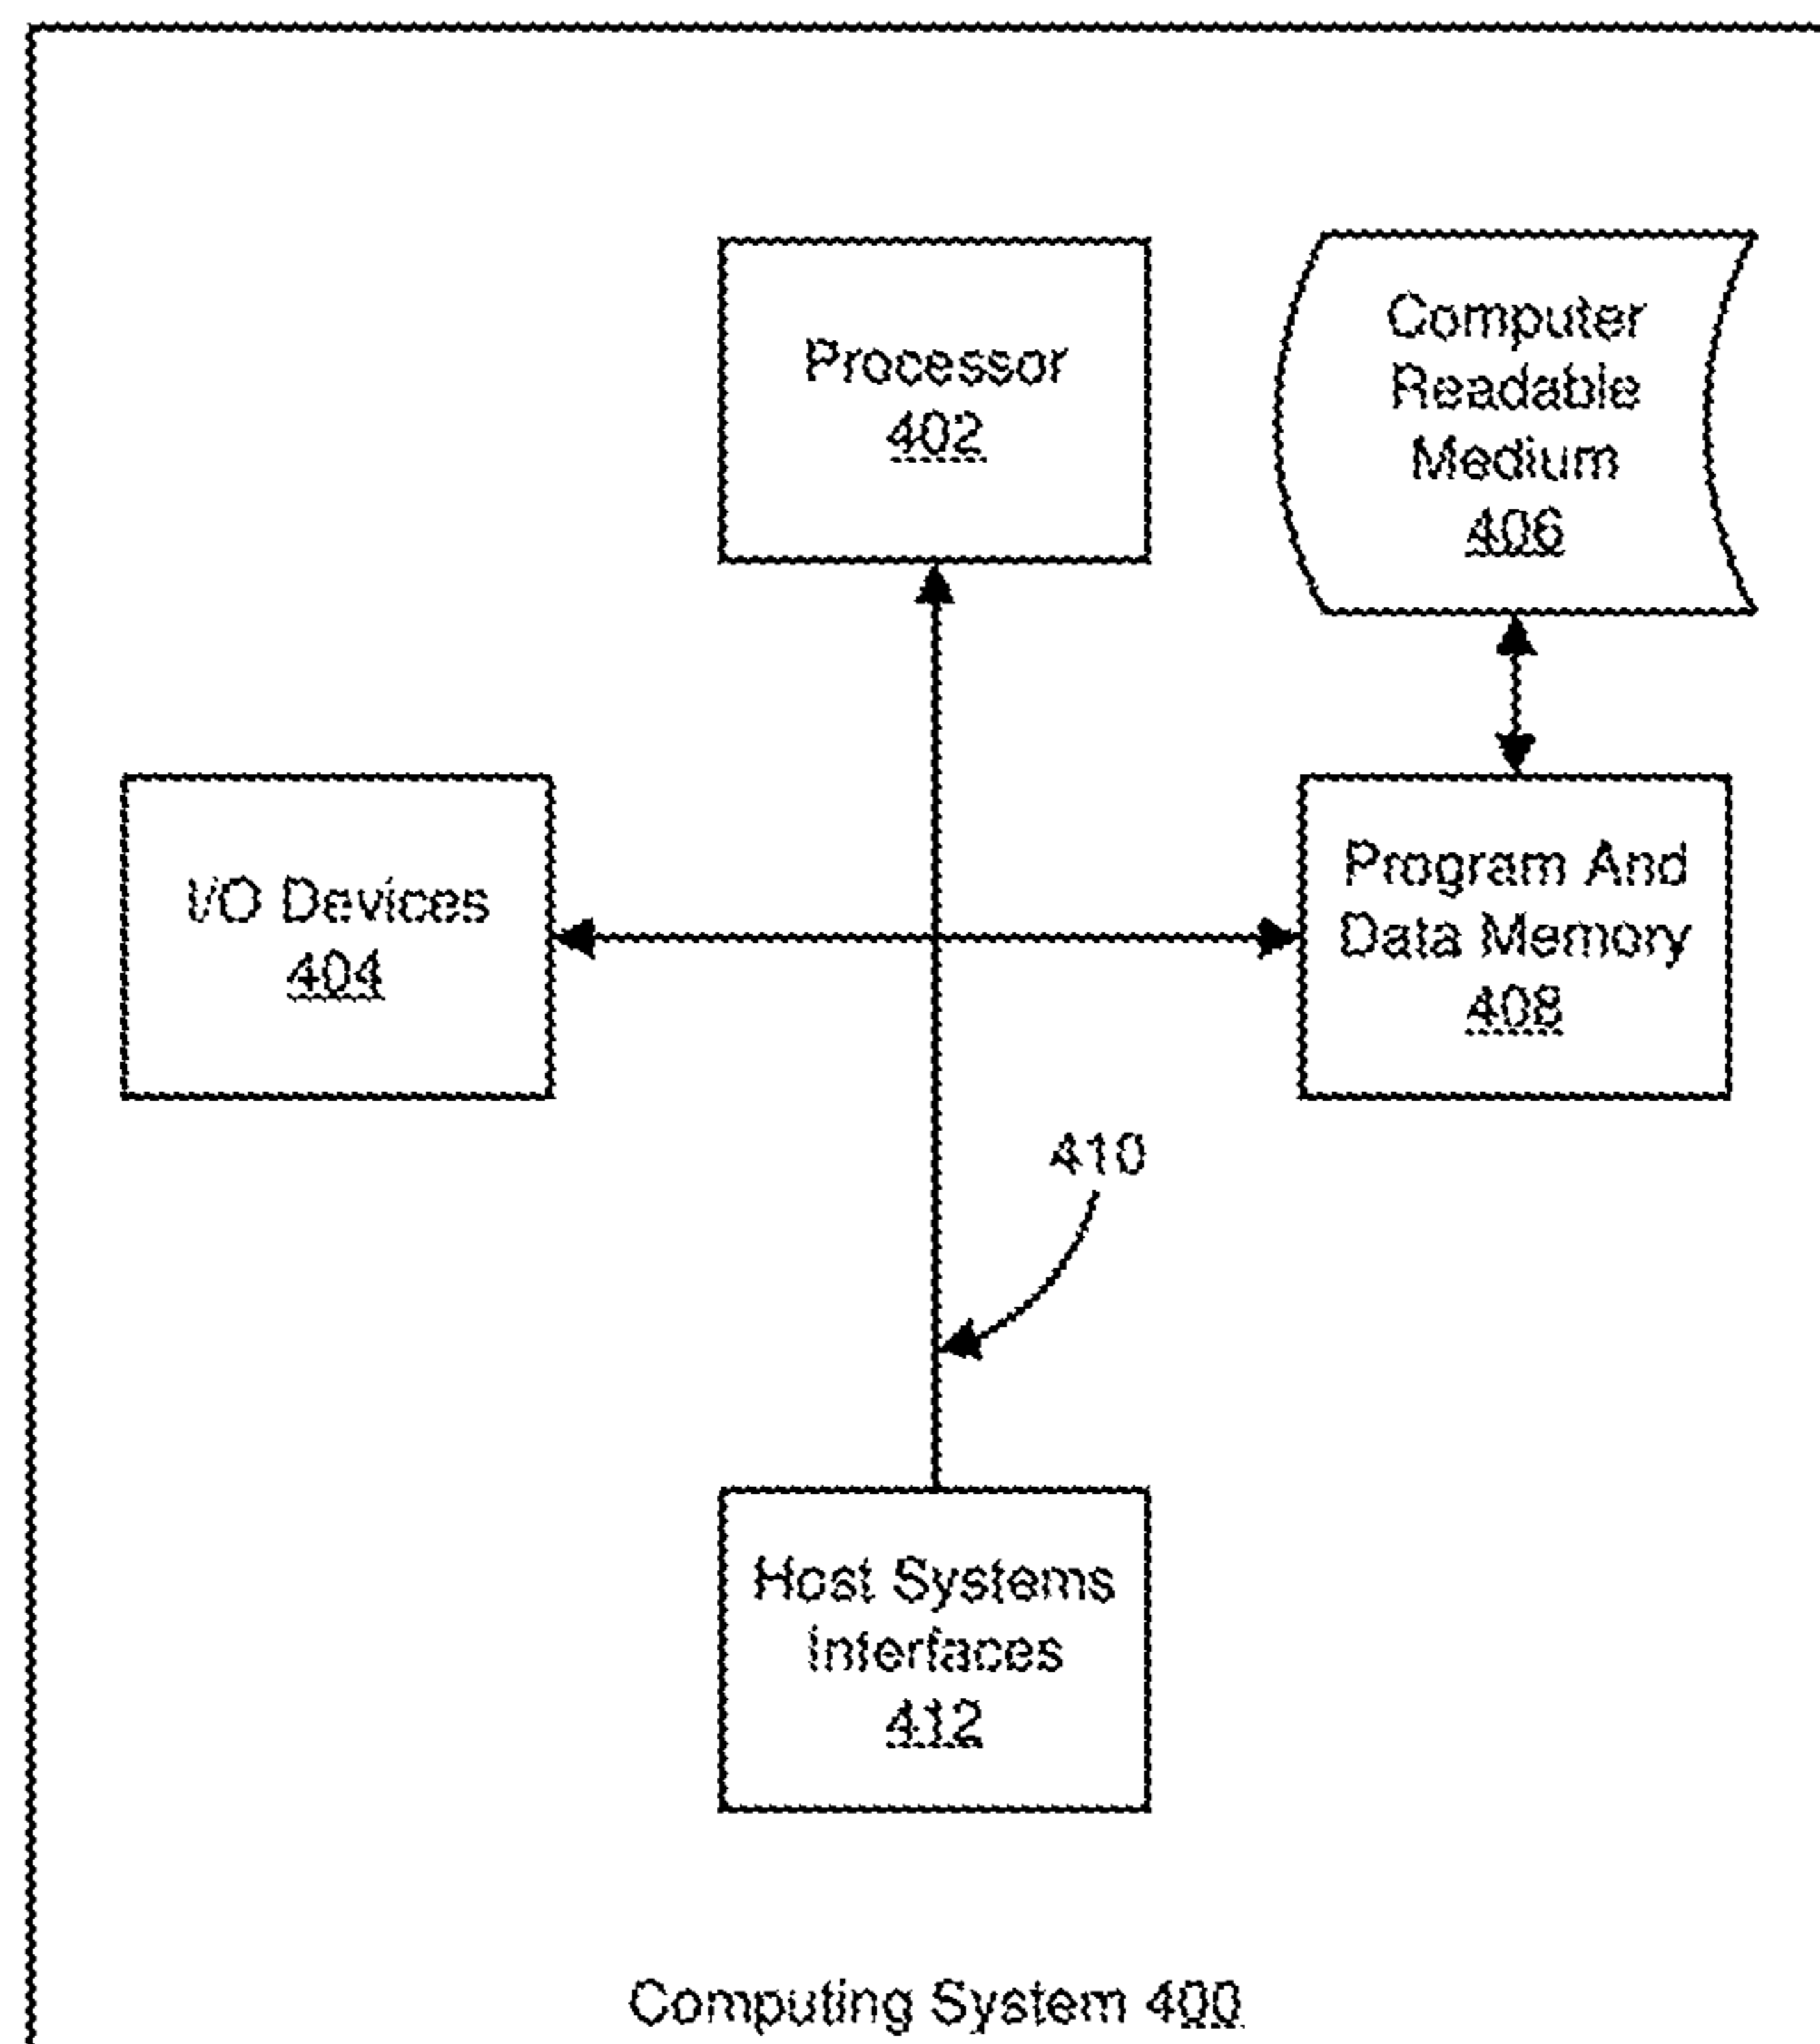 Processor
402
Computer
Readable
Medium
406
I/O Devices
404
Program And
Data Memory
408
410
Host Systems
Interfaces
412
Computing System 400